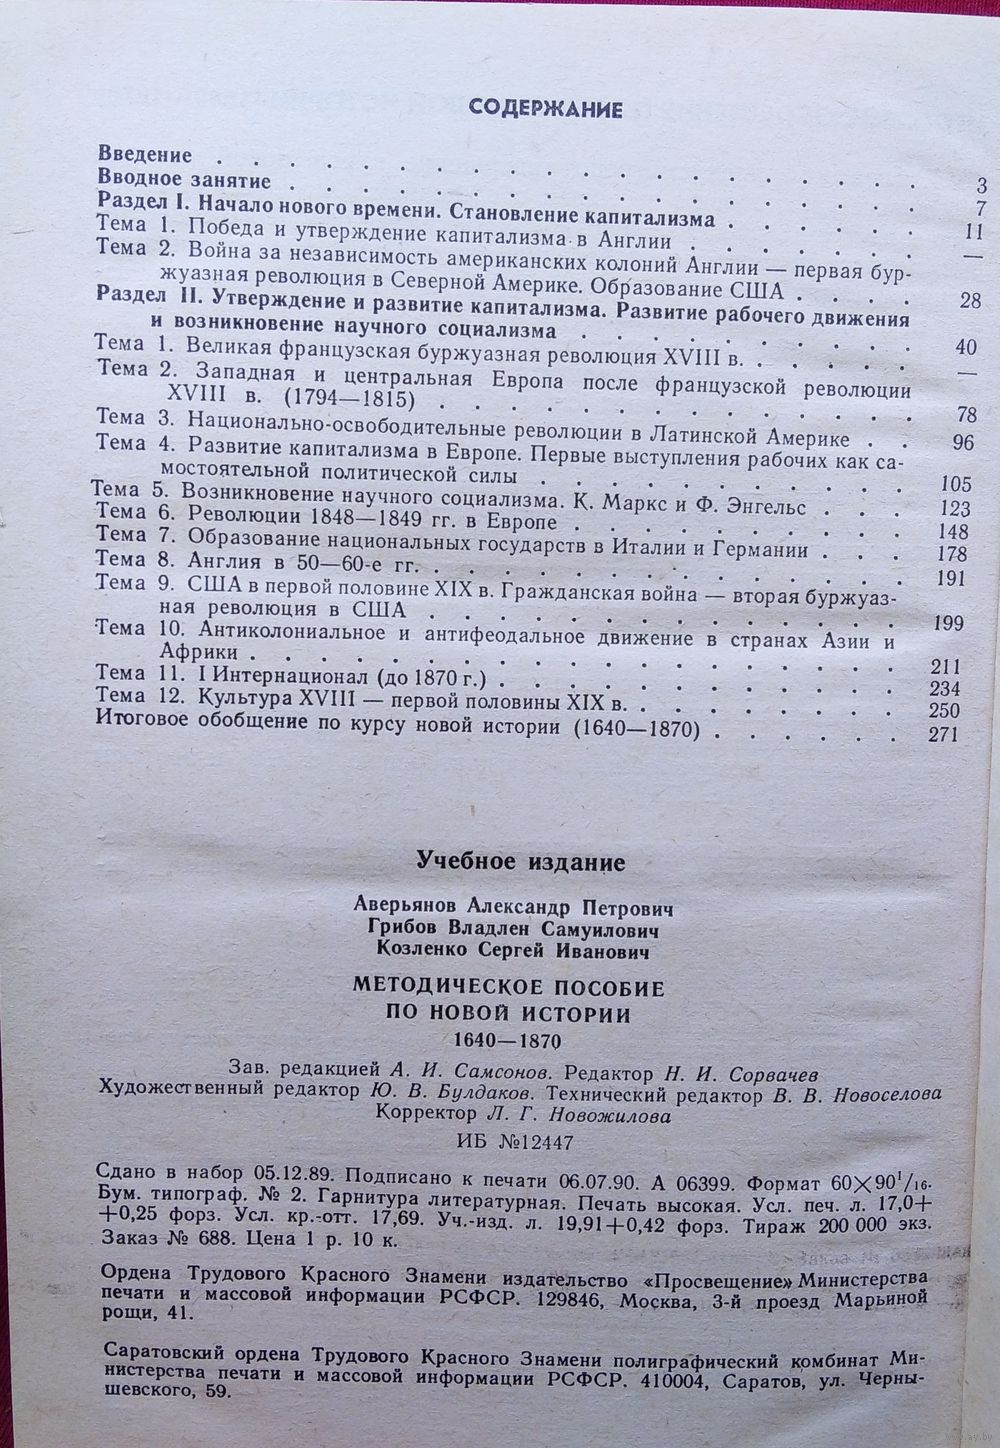 СОДЕРЖАНИЕ
Введение . . . . . . . . . . . . . . . 3
Вводное занятие . . . . . . . . . . . . . 7
Раздел I. Начало нового времени. Становление капитализма . . . . . . 11
Тема 1. Победа и утверждение капитализма в Англии . . . . . . —
Тема 2. Война за независимость американских колоний Англии — первая бур-
жуазная революция в Северной Америке. Образование США . . . . 28
Раздел II. Утверждение и развитие капитализма. Развитие рабочего движения
и возникновение научного социализма . . . . . . . . . . 40
Тема 1. Великая французская буржуазная революция XVIII в. . . . . . —
Тема 2. Западная и центральная Европа после французской революции
XVIII в. (1794—1815) . . . . . . . . . . . . . 78
Тема 3. Национально-освободительные революции в Латинской Америке . . 96
Тема 4. Развитие капитализма в Европе. Первые выступления рабочих как са-
мостоятельной политической силы . . . . . . . . . . 105
Тема 5. Возникновение научного социализма. К. Маркс и Ф. Энгельс . . . 123
Тема 6. Революции 1848—1849 гг. в Европе . . . . . . . . . 148
Тема 7. Образование национальных государств в Италии и Германии . . . 178
Тема 8. Англия в 50—60-е гг. . . . . . . . . . . . . 191
Тема 9. США в первой половине XIX в. Гражданская война — вторая буржуаз-
ная революция в США . . . . . . . . . . . . 199
Тема 10. Антиколониальное и антифеодальное движение в странах Азии и
Африки . . . . . . . . . . . . . . . . . 211
Тема 11. I Интернационал (до 1870 г.) . . . . . . . . . . 234
Тема 12. Культура XVIII — первой половины XIX в. . . . . . . . 250
Итоговое обобщение по курсу новой истории (1640—1870) . . . . . . 271
Учебное издание
Аверьянов Александр Петрович
Грибов Владлен Самуилович
Козленко Сергей Иванович
МЕТОДИЧЕСКОЕ ПОСОБИЕ
ПО НОВОЙ ИСТОРИИ
1640—1870
Зав. редакцией А. И. Самсонов. Редактор Н. И. Сорвачев
Художественный редактор Ю. В. Булдаков. Технический редактор В. В. Новоселова
Корректор Л. Г. Новожилова
ИБ №12447
Сдано в набор 05.12.89. Подписано к печати 06.07.90. А 06399. Формат 60×90¹/₁₆.
Бум. типограф. № 2. Гарнитура литературная. Печать высокая. Усл. печ. л. 17,0+
+0,25 форз. Усл. кр.-отт. 17,69. Уч.-изд. л. 19,91+0,42 форз. Тираж 200 000 экз.
Заказ № 688. Цена 1 р. 10 к.
Ордена Трудового Красного Знамени издательство «Просвещение» Министерства
печати и массовой информации РСФСР. 129846, Москва, 3-й проезд Марьиной
рощи, 41.
Саратовский ордена Трудового Красного Знамени полиграфический комбинат Ми-
нистерства печати и массовой информации РСФСР. 410004, Саратов, ул. Черны-
шевского, 59.
www.ay.by